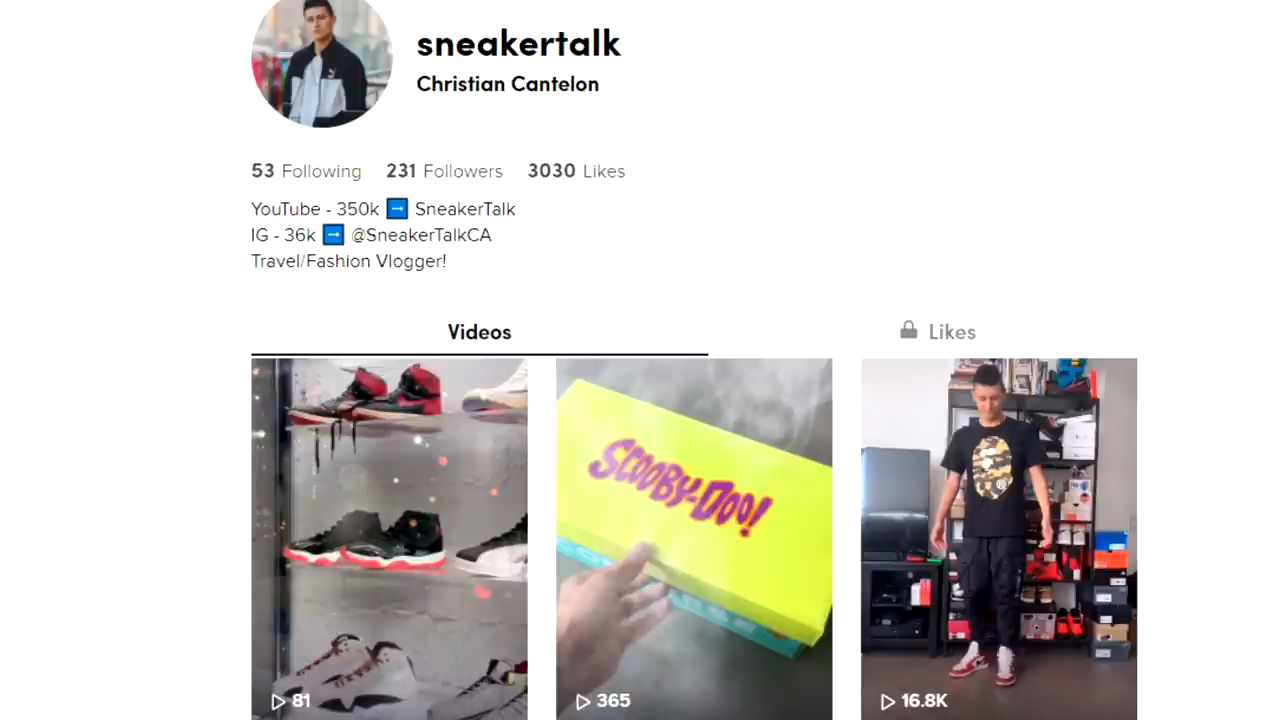 sneakertalk
Christian Cantelon
53 Following 231 Followers 3030 Likes
YouTube - 350k ➡ SneakerTalk
IG - 36k ➡ @SneakerTalkCA
Travel/Fashion Vlogger!
Videos Likes
SCOOBY-DOO!
81 365 16.8K